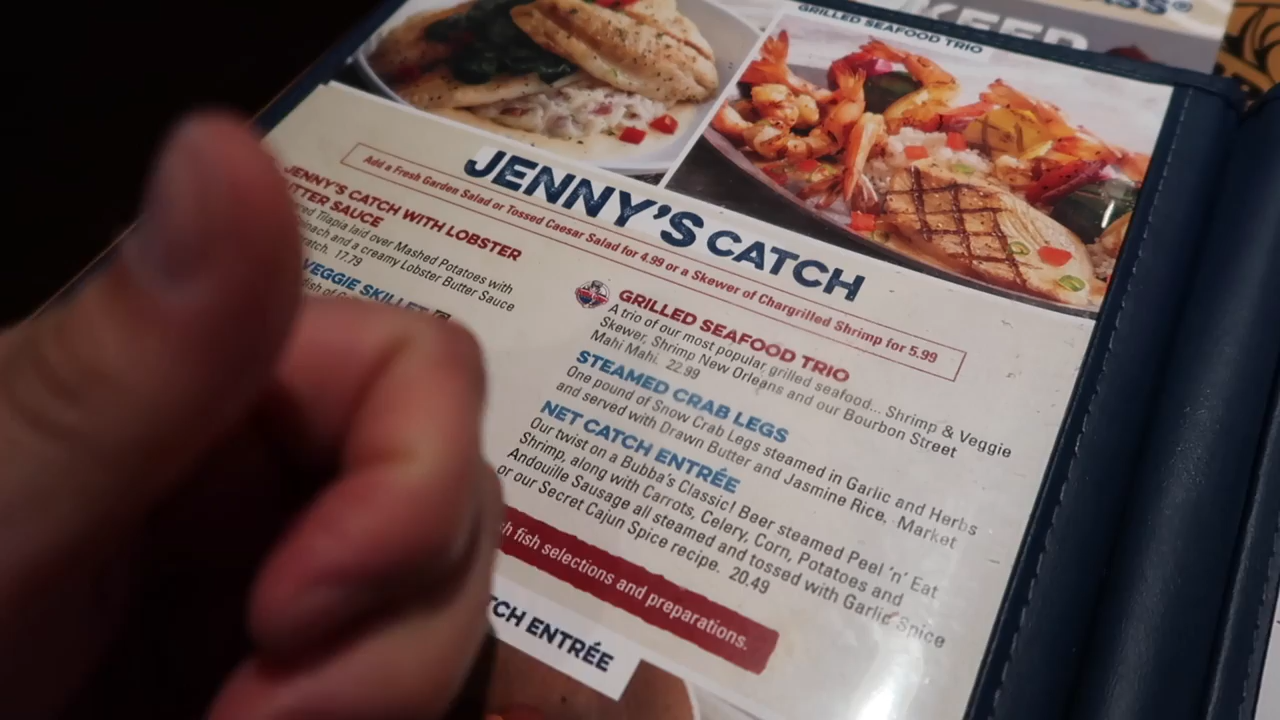 GRILLED SEAFOOD TRIO
KEEP
JENNY'S CATCH
Add a Fresh Garden Salad or Tossed Caesar Salad for 4.99 or a Skewer of Chargrilled Shrimp for 5.99
JENNY'S CATCH WITH LOBSTER
UTTER SAUCE
Tilapia laid over Mashed Potatoes with
and a creamy Lobster Butter Sauce
17.79
VEGGIE SKILLET
GRILLED SEAFOOD TRIO
A trio of our most popular grilled seafood... Shrimp & Veggie
Skewer, Shrimp New Orleans and our Bourbon Street
Mahi Mahi. 22.99
STEAMED CRAB LEGS
One pound of Snow Crab Legs steamed in Garlic and Herbs
and served with Drawn Butter and Jasmine Rice. Market
NET CATCH ENTRÉE
Our twist on a Bubba's Classic! Beer steamed Peel 'n' Eat
Shrimp, along with Carrots, Celery, Corn, Potatoes and
Andouille Sausage all steamed and tossed with Garlic Spice
or our Secret Cajun Spice recipe. 20.49
fish selections and preparations.
TCH ENTRÉE